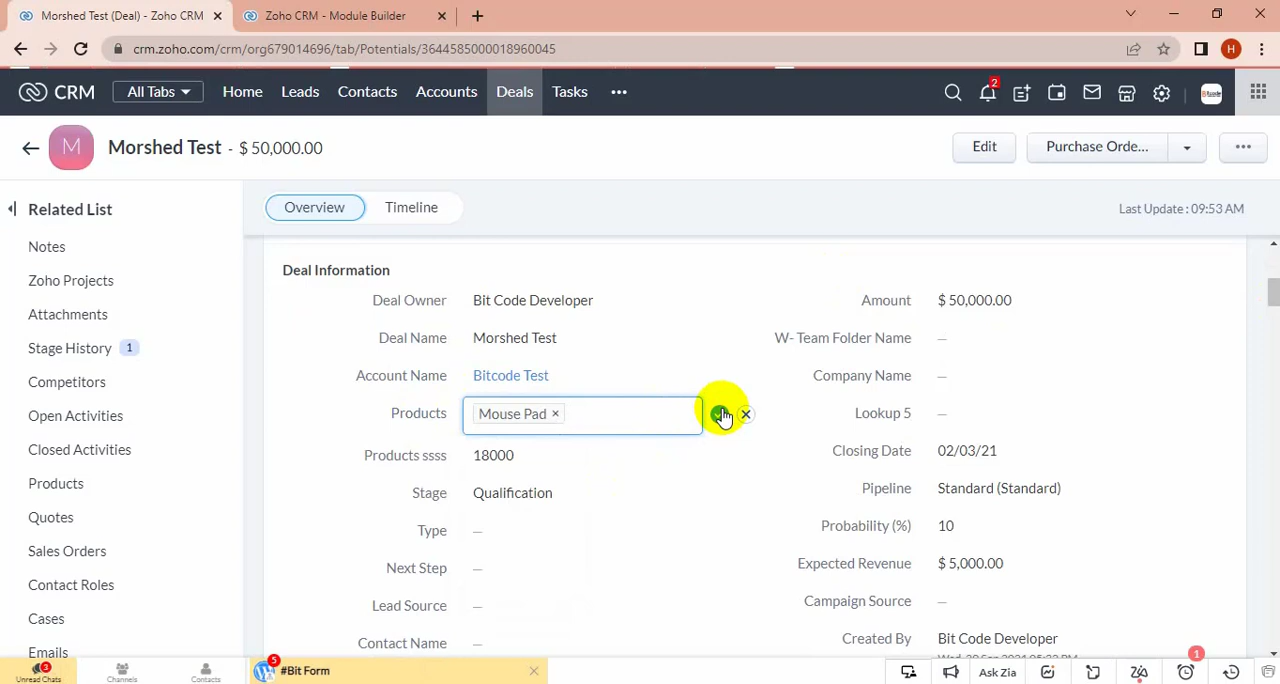 Morshed Test (Deal) - Zoho CRM
Zoho CRM - Module Builder
crm.zoho.com/crm/org679014696/tab/Potentials/3644585000018960045
H
CRM
All Tabs
Home
Leads
Contacts
Accounts
Deals
Tasks
2
M
Morshed Test - $ 50,000.00
Edit
Purchase Orde...
Related List
Overview
Timeline
Last Update : 09:53 AM
Notes
Zoho Projects
Attachments
Stage History 1
Competitors
Open Activities
Closed Activities
Products
Quotes
Sales Orders
Contact Roles
Cases
Emails
Deal Information
Deal Owner Bit Code Developer
Deal Name Morshed Test
Account Name Bitcode Test
Products Mouse Pad ×
Products ssss 18000
Stage Qualification
Type —
Next Step —
Lead Source —
Contact Name —
Amount $ 50,000.00
W- Team Folder Name —
Company Name —
Lookup 5 —
Closing Date 02/03/21
Pipeline Standard (Standard)
Probability (%) 10
Expected Revenue $ 5,000.00
Campaign Source —
Created By Bit Code Developer
3
Unread Chats
Channels
Contacts
5
#Bit Form
Ask Zia
1